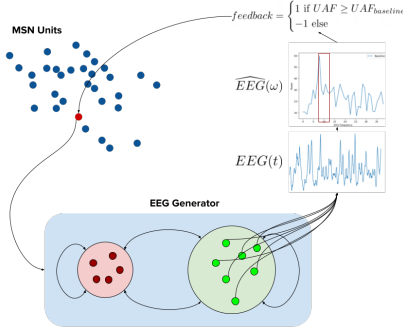 feedback = { 1 if UAF ≥ UAF_baseline
−1 else
MSN Units
\widehat{EEG}(ω)
EEG(t)
EEG Generator